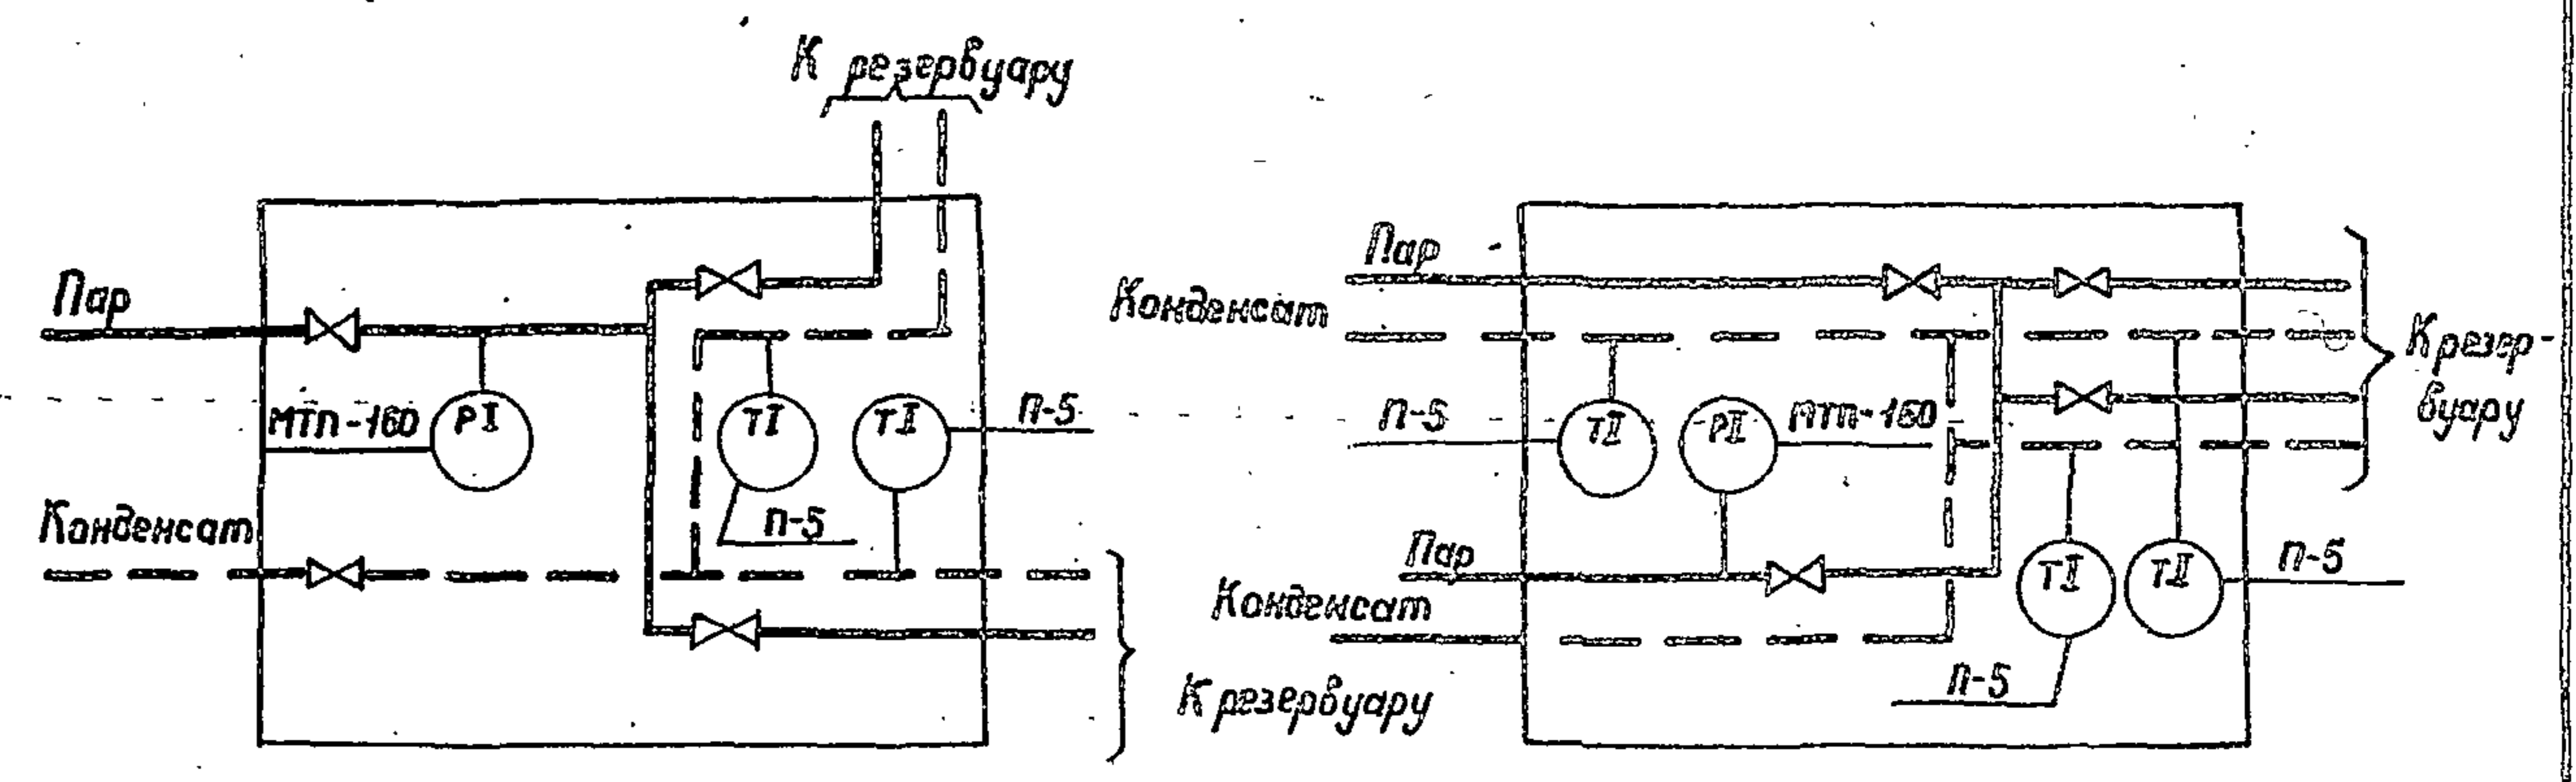 К резервуару
Пар
МТП-160
PI
TI
TI
П-5
П-5
Конденсат
К резервуару
Пар
Конденсат
П-5
TI
PI
МТП-160
К резер-
вуару
Пар
Конденсат
TI
TI
П-5
П-5